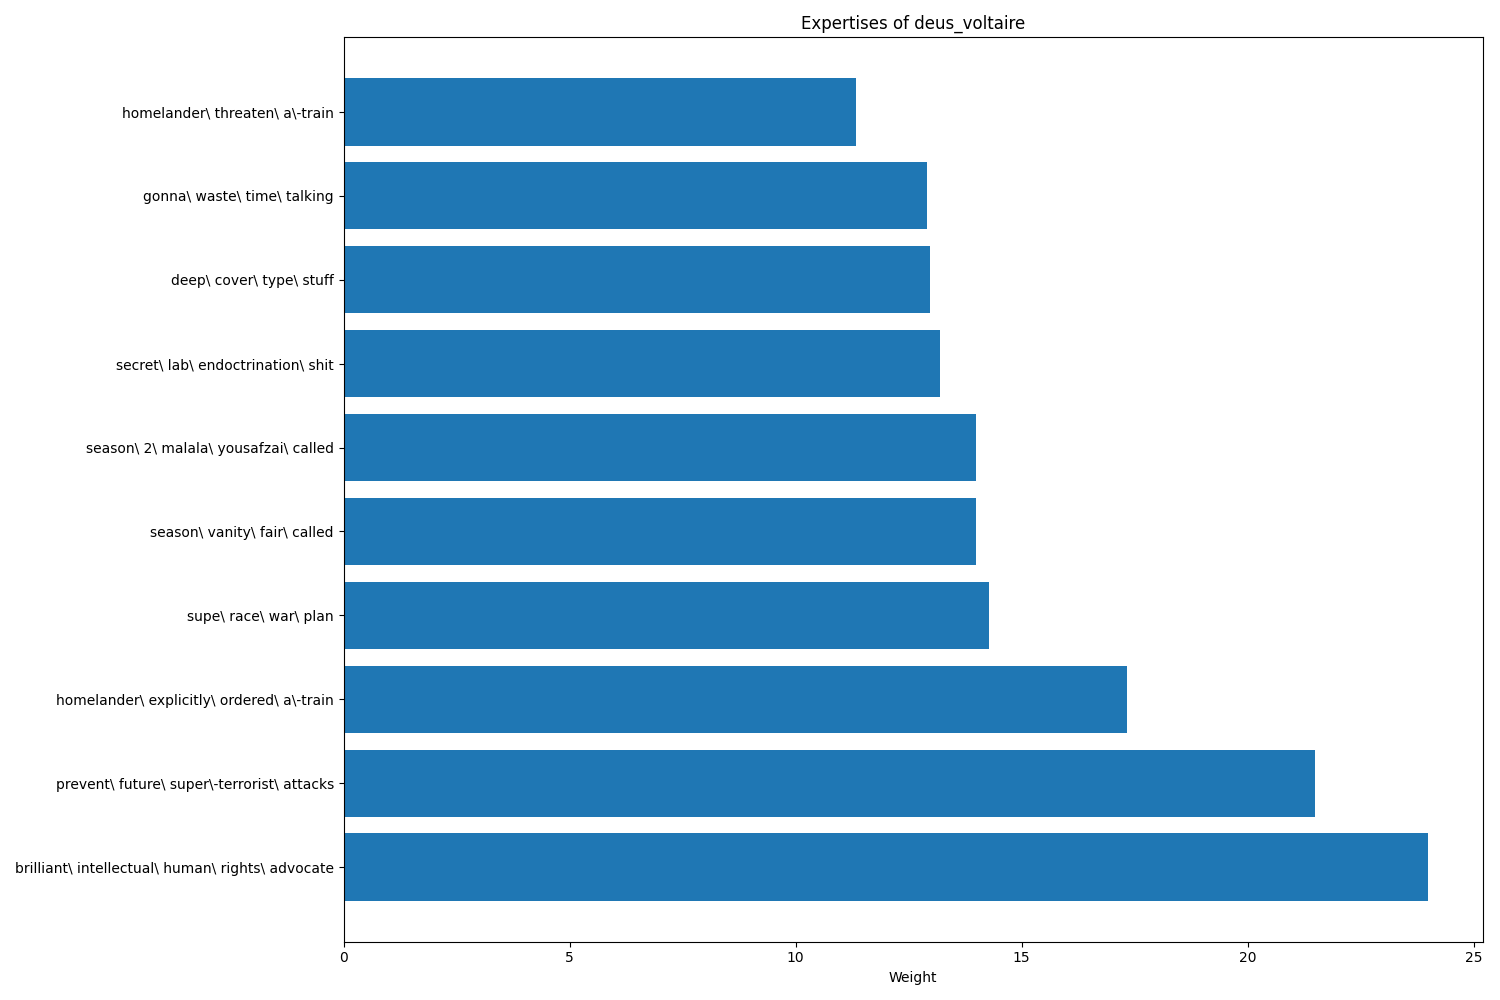 Expertises of deus_voltaire
homelander\ threaten\ a\-train
gonna\ waste\ time\ talking
deep\ cover\ type\ stuff
secret\ lab\ endoctrination\ shit
season\ 2\ malala\ yousafzai\ called
season\ vanity\ fair\ called
supe\ race\ war\ plan
homelander\ explicitly\ ordered\ a\-train
prevent\ future\ super\-terrorist\ attacks
brilliant\ intellectual\ human\ rights\ advocate
0 5 10 15 20 25
Weight